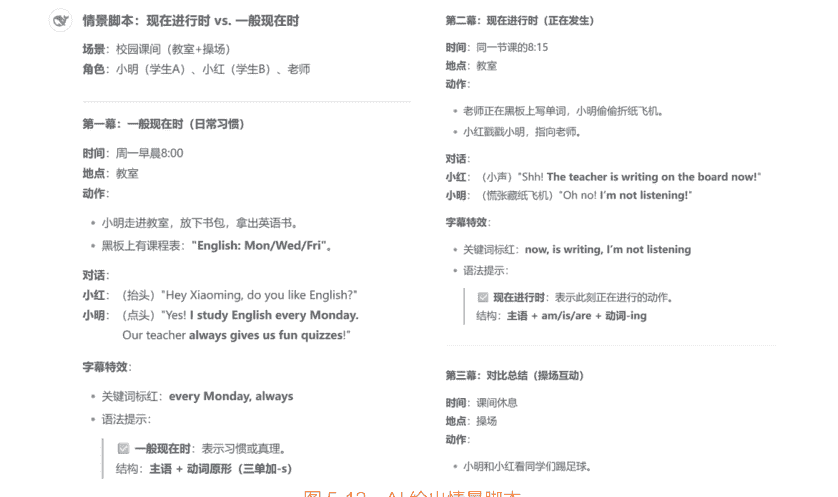 情景脚本：现在进行时 vs. 一般现在时
场景：校园课间（教室+操场）
角色：小明（学生A）、小红（学生B）、老师
第一幕：一般现在时（日常习惯）
时间：周一早晨8:00
地点：教室
动作：
• 小明走进教室，放下书包，拿出英语书。
• 黑板上有课程表："English: Mon/Wed/Fri"。
对话：
小红：（抬头）"Hey Xiaoming, do you like English?"
小明：（点头）"Yes! I study English every Monday.
Our teacher always gives us fun quizzes!"
字幕特效：
• 关键词标红：every Monday, always
• 语法提示：
☑ 一般现在时：表示习惯或真理。
结构：主语 + 动词原形（三单加-s）
第二幕：现在进行时（正在发生）
时间：同一节课的8:15
地点：教室
动作：
• 老师正在黑板上写单词，小明偷偷折纸飞机。
• 小红戳戳小明，指向老师。
对话：
小红：（小声）"Shh! The teacher is writing on the board now!"
小明：（慌张藏纸飞机）"Oh no! I'm not listening!"
字幕特效：
• 关键词标红：now, is writing, I'm not listening
• 语法提示：
☑ 现在进行时：表示此刻正在进行的动作。
结构：主语 + am/is/are + 动词-ing
第三幕：对比总结（操场互动）
时间：课间休息
地点：操场
动作：
• 小明和小红看同学们踢足球。